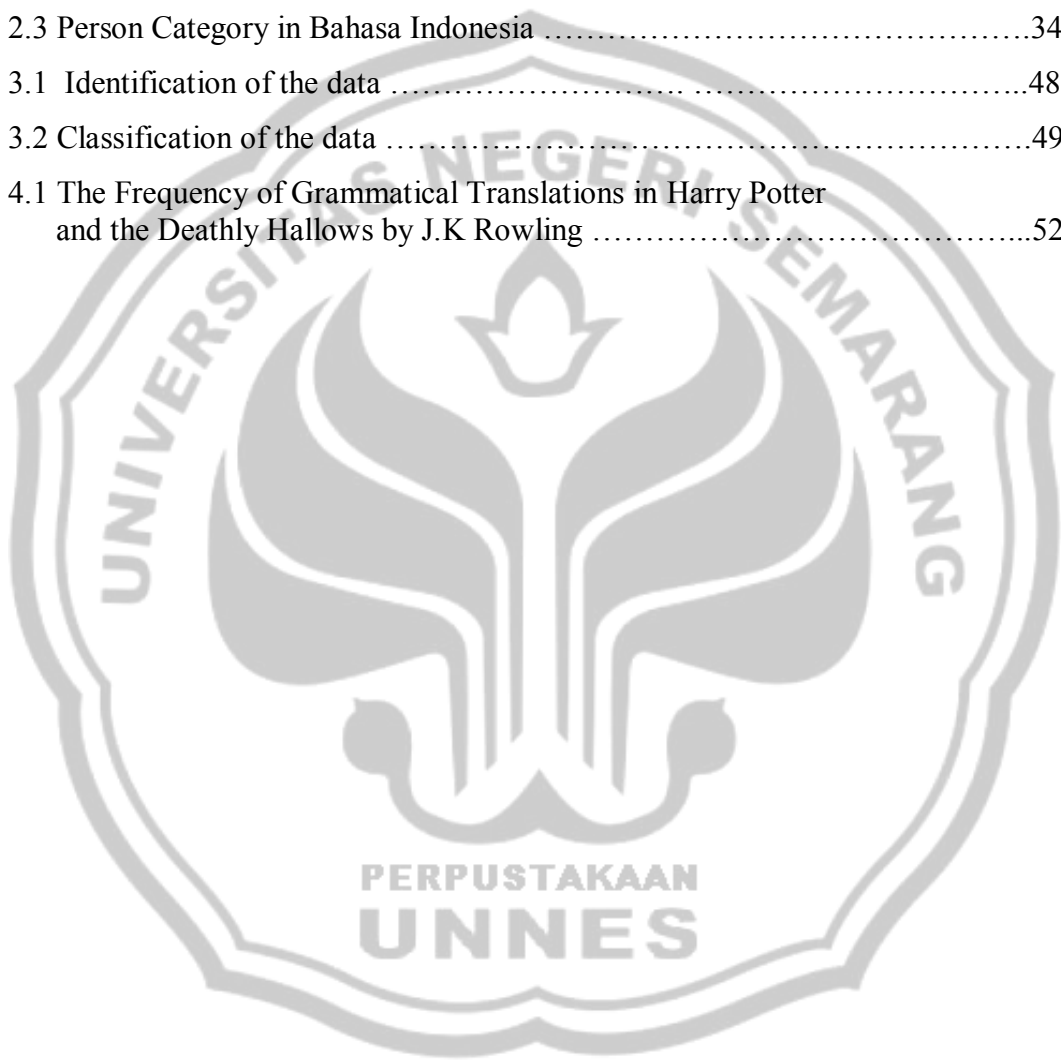 2.3 Person Category in Bahasa Indonesia ……………………………………….34
3.1  Identification of the data …………………….… …………………………..48
3.2 Classification of the data …………………………………………………….49
4.1 The Frequency of Grammatical Translations in Harry Potter
and the Deathly Hallows by J.K Rowling …………………………………...52
UNIVERSITAS NEGERI SEMARANG
PERPUSTAKAAN
UNNES